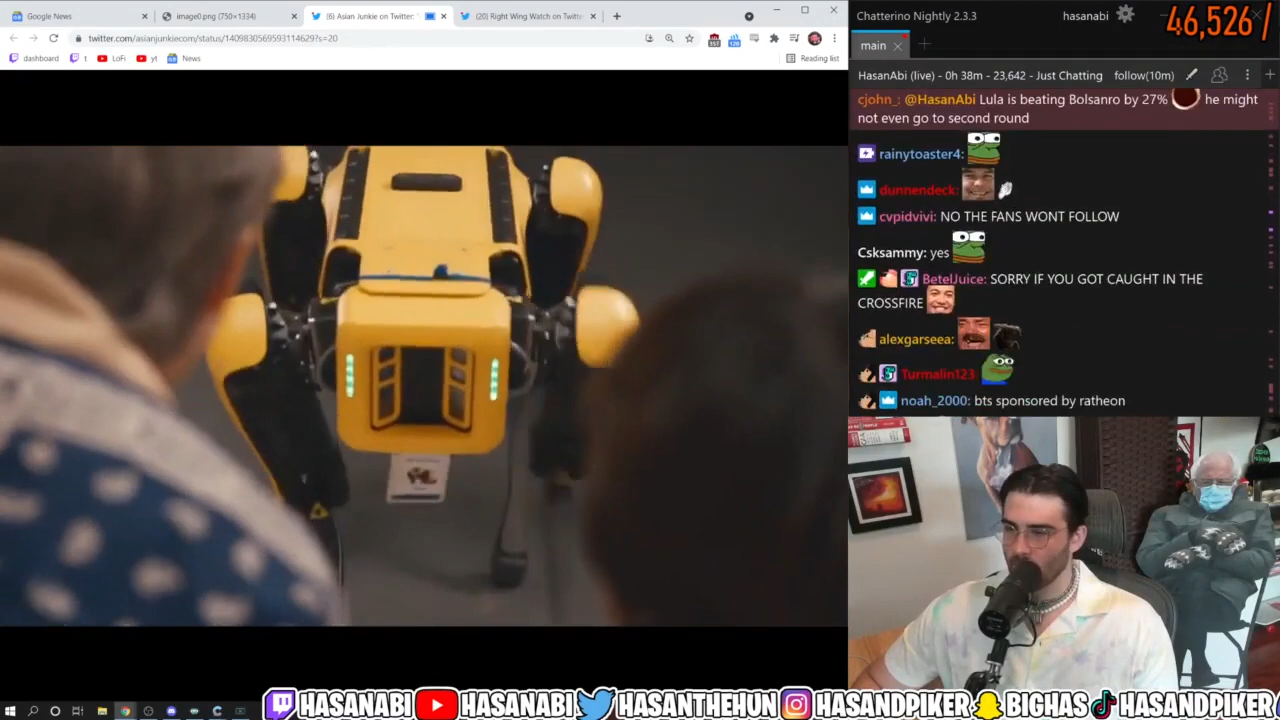 Google News
image0.png (750×1334)
(6) Asian Junkie on Twitter: "
(20) Right Wing Watch on Twitte
twitter.com/asianjunkiecom/status/1409830569593114629?s=20
357
120
dashboard
t
LoFi
yt
News
Reading list
Chatterino Nightly 2.3.3
hasanabi
46,526 /
main
HasanAbi (live) - 0h 38m - 23,642 - Just Chatting
follow(10m)
cjohn_: @HasanAbi Lula is beating Bolsanro by 27% he might
not even go to second round
rainytoaster4:
dunnendeck:
cvpidvivi: NO THE FANS WONT FOLLOW
Csksammy: yes
BetelJuice: SORRY IF YOU GOT CAUGHT IN THE
CROSSFIRE
alexgarseea:
Turmalin123:
noah_2000: bts sponsored by ratheon
HASANABI
HASANABI
HASANTHEHUN
HASANDPIKER
BIGHAS
HASANDPIKER